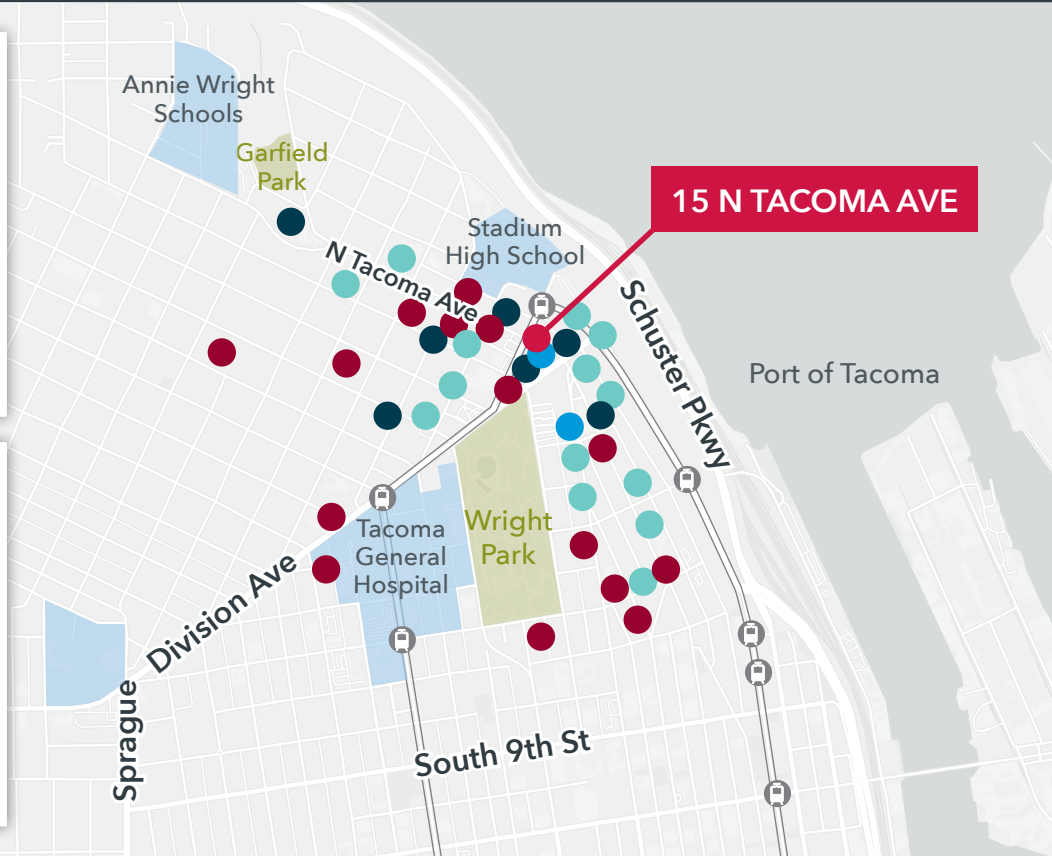 Annie Wright
Schools
Garfield
Park
15 N TACOMA AVE
Stadium
High School
N Tacoma Ave
Schuster Pkwy
Port of Tacoma
Wright
Park
Tacoma
General
Hospital
Division Ave
Sprague
South 9th St